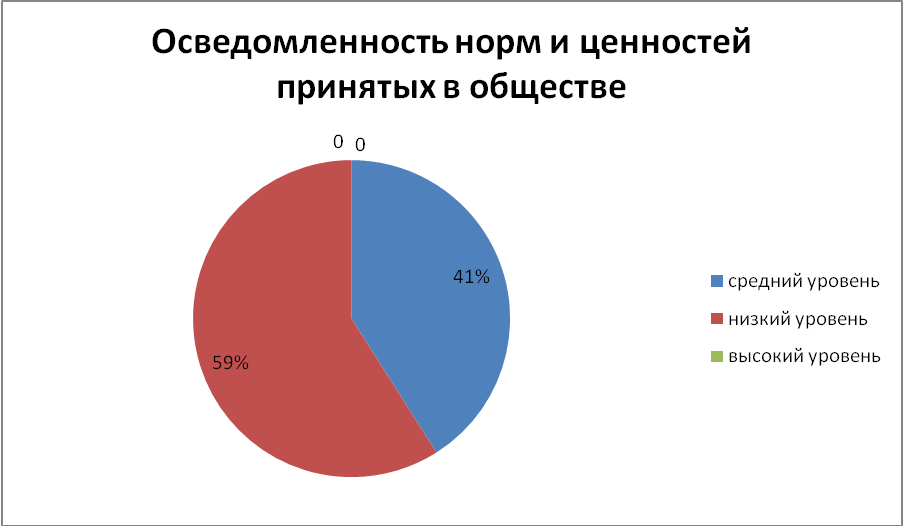 Осведомленность норм и ценностей
принятых в обществе
0 0
41%
59%
средний уровень
низкий уровень
высокий уровень